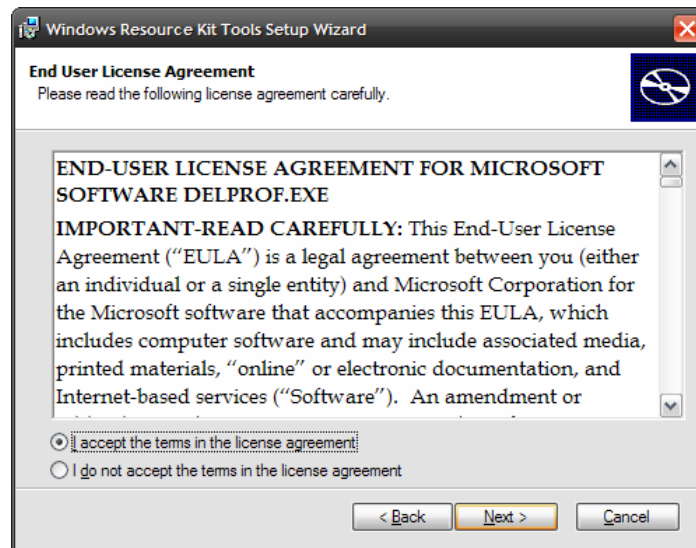 Windows Resource Kit Tools Setup Wizard
End User License Agreement
Please read the following license agreement carefully.
END-USER LICENSE AGREEMENT FOR MICROSOFT
SOFTWARE DELPROF.EXE
IMPORTANT-READ CAREFULLY: This End-User License
Agreement (“EULA”) is a legal agreement between you (either
an individual or a single entity) and Microsoft Corporation for
the Microsoft software that accompanies this EULA, which
includes computer software and may include associated media,
printed materials, “online” or electronic documentation, and
Internet-based services (“Software”).  An amendment or
I accept the terms in the license agreement
I do not accept the terms in the license agreement
< Back
Next >
Cancel